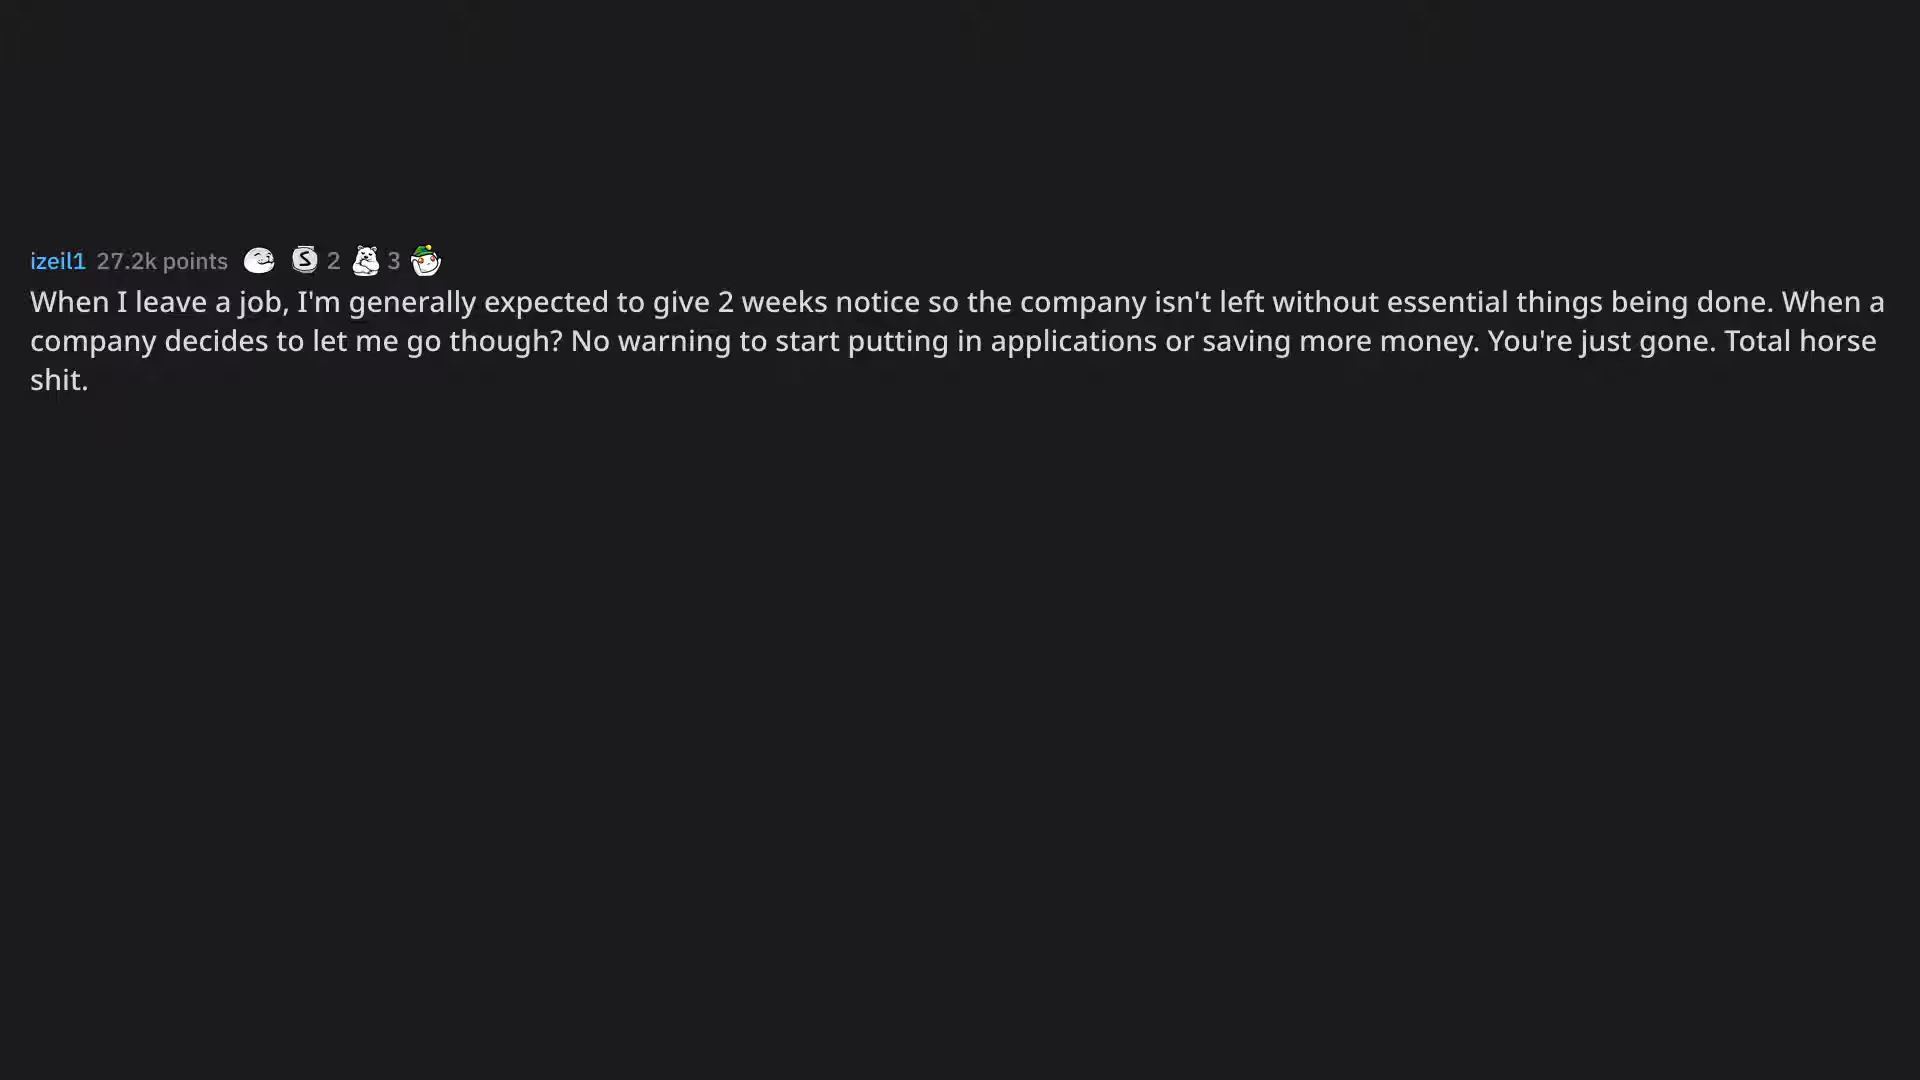 izeil1 27.2k points S 2 3
When I leave a job, I'm generally expected to give 2 weeks notice so the company isn't left without essential things being done. When a
company decides to let me go though? No warning to start putting in applications or saving more money. You're just gone. Total horse
shit.